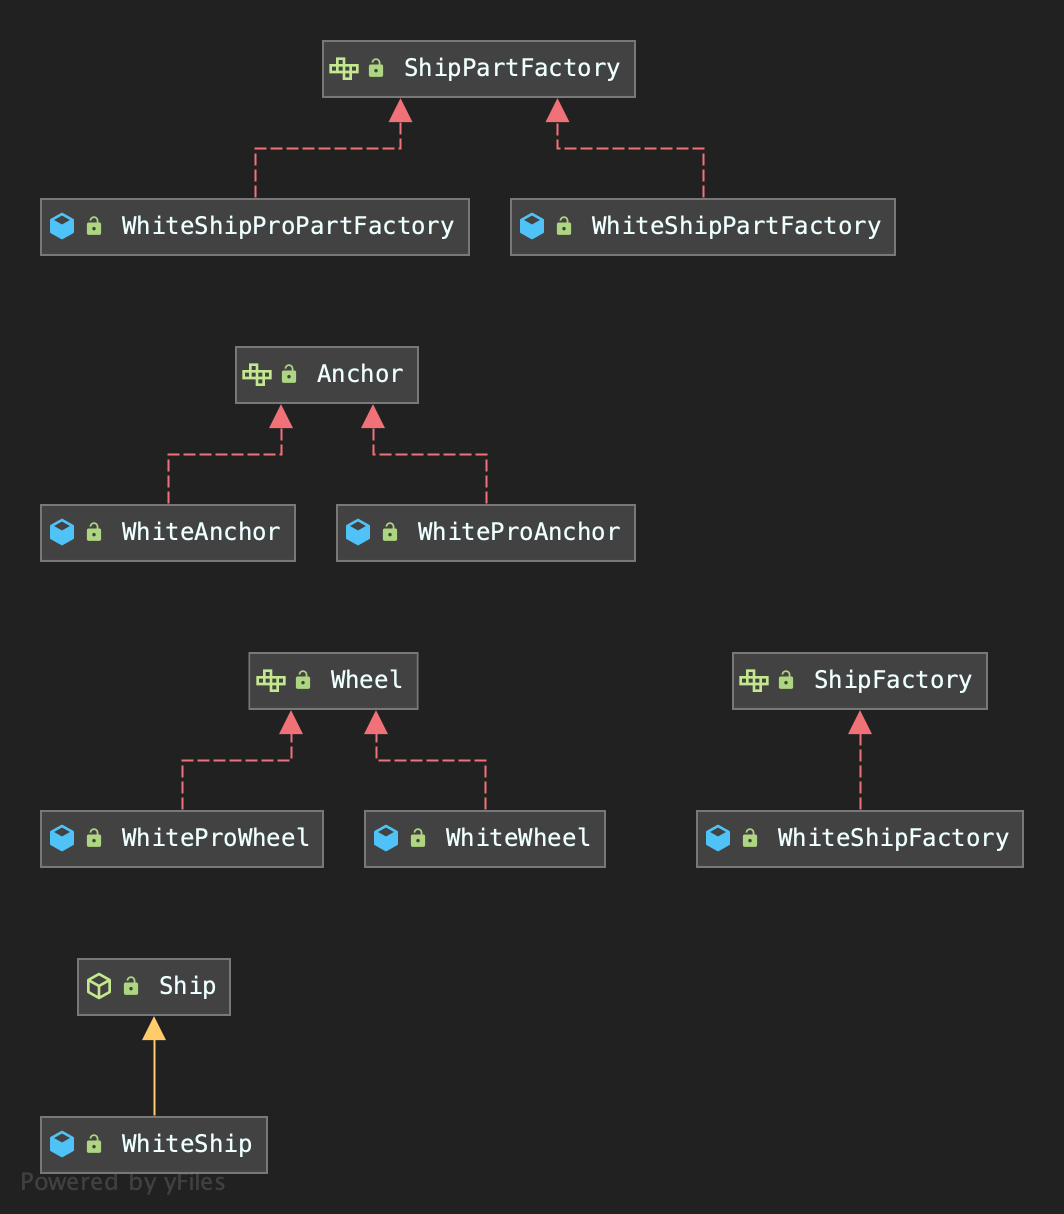 ShipPartFactory
WhiteShipProPartFactory
WhiteShipPartFactory
Anchor
WhiteAnchor
WhiteProAnchor
Wheel
ShipFactory
WhiteProWheel
WhiteWheel
WhiteShipFactory
Ship
WhiteShip
Powered by yFiles